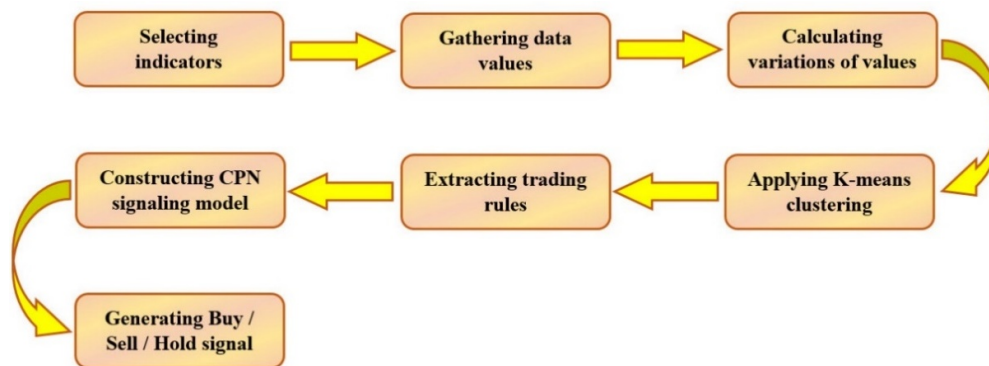 Selecting
indicators
Gathering data
values
Calculating
variations of values
Applying K-means
clustering
Extracting trading
rules
Constructing CPN
signaling model
Generating Buy /
Sell / Hold signal